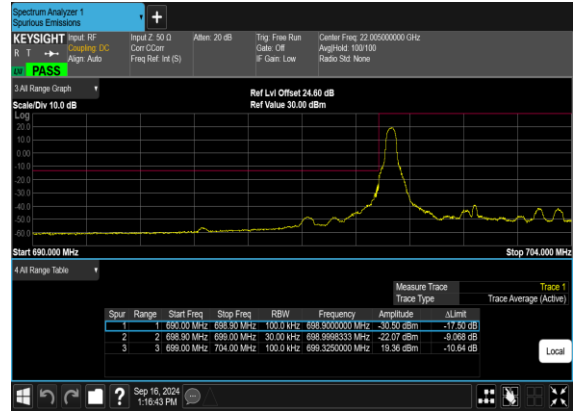 Spectrum Analyzer 1
Spurious Emissions
KEYSIGHT Input: RF Input Z: 50 Ω Atten: 20 dB Trig: Free Run Center Freq: 22.005000000 GHz
R T Coupling: DC Corr CCorr Gate: Off Avg|Hold: 100/100
Align: Auto Freq Ref: Int (S) IF Gain: Low Radio Std: None
PASS
3 All Range Graph
Ref Lvl Offset 24.60 dB
Scale/Div 10.0 dB Ref Value 30.00 dBm
Log
20.0
10.0
0.00
-10.0
-20.0
-30.0
-40.0
-50.0
-60.0
Start 690.000 MHz Stop 704.000 MHz
4 All Range Table
Measure Trace Trace 1
Trace Type Trace Average (Active)
Spur Range Start Freq Stop Freq RBW Frequency Amplitude ΔLimit
1 1 690.00 MHz 698.90 MHz 100.0 kHz 698.9000000 MHz -30.50 dBm -17.50 dB
2 2 698.90 MHz 699.00 MHz 30.00 kHz 698.9998333 MHz -22.07 dBm -9.068 dB
3 3 699.00 MHz 704.00 MHz 100.0 kHz 699.3250000 MHz 19.36 dBm -10.64 dB
Local
?
Sep 16, 2024
1:16:43 PM